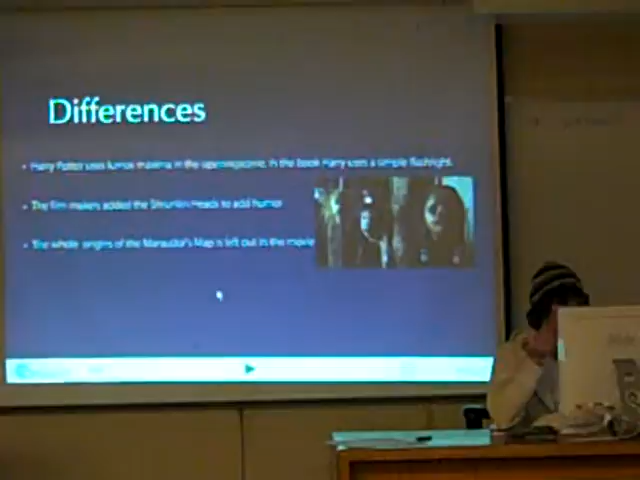 Differences
• Harry Potter uses lumos maxima in the opening scene, in the book Harry uses a simple flashlight.
• The film makers added the Shrunken Heads to add humor
• The whole origins of the Marauder's Map is left out in the movie